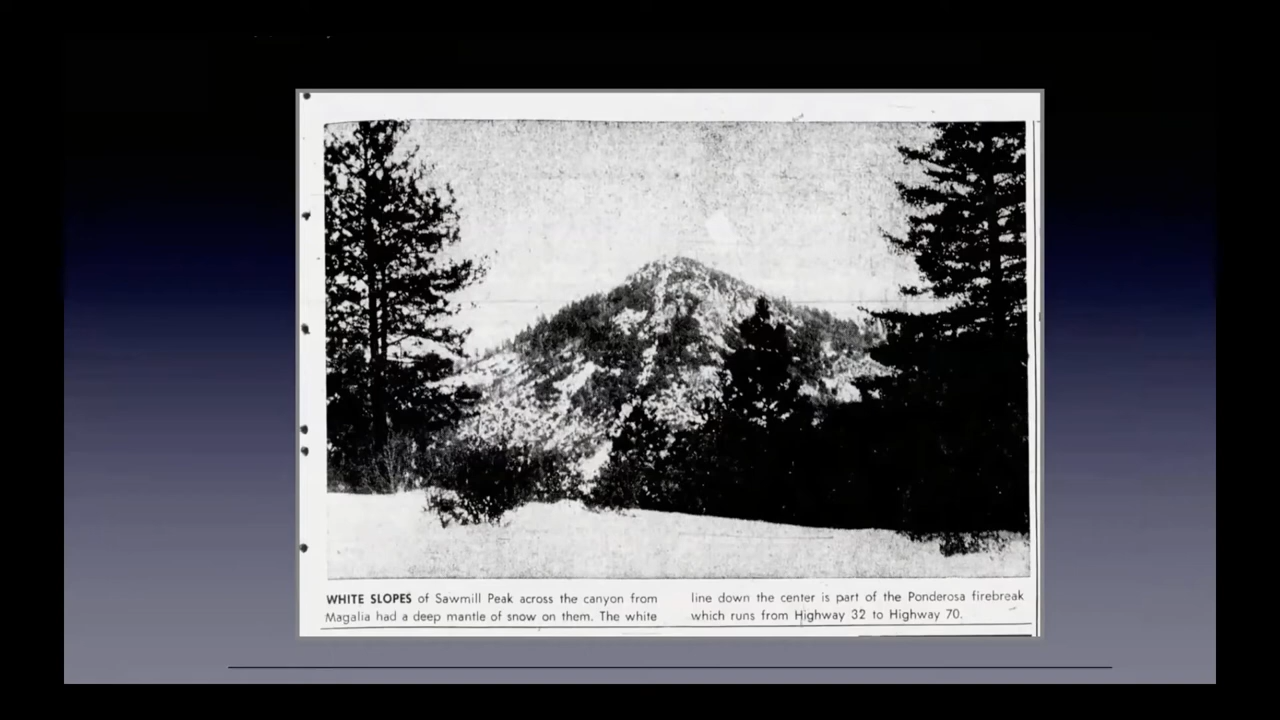 WHITE SLOPES of Sawmill Peak across the canyon from
Magalia had a deep mantle of snow on them. The white
line down the center is part of the Ponderosa firebreak
which runs from Highway 32 to Highway 70.